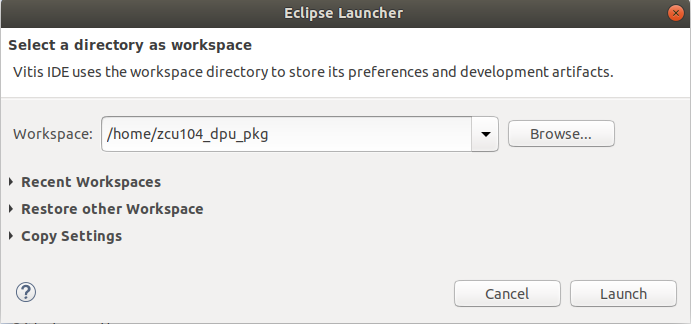 Eclipse Launcher
Select a directory as workspace
Vitis IDE uses the workspace directory to store its preferences and development artifacts.
Workspace: /home/zcu104_dpu_pkg Browse...
Recent Workspaces
Restore other Workspace
Copy Settings
? Cancel Launch